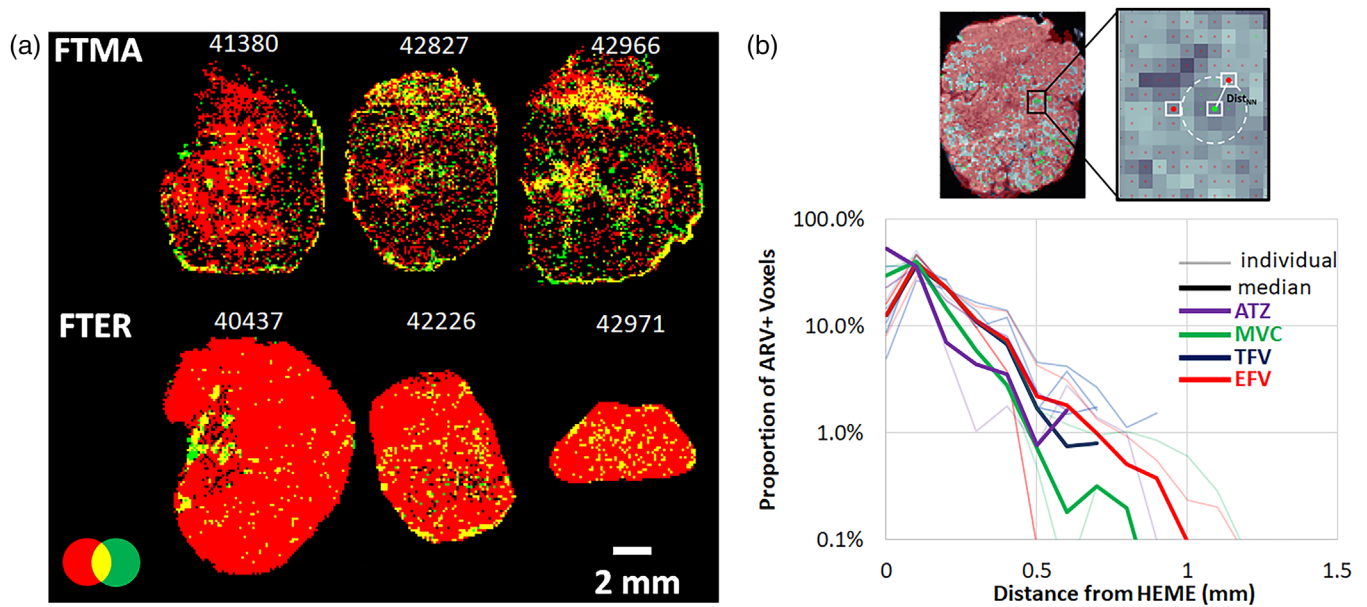 (a)
FTMA
41380
42827
42966
FTER
40437
42226
42971
2 mm
(b)
DistNN
100.0%
10.0%
1.0%
0.1%
Proportion of ARV+ Voxels
individual
median
ATZ
MVC
TFV
EFV
0
0.5
1
1.5
Distance from HEME (mm)